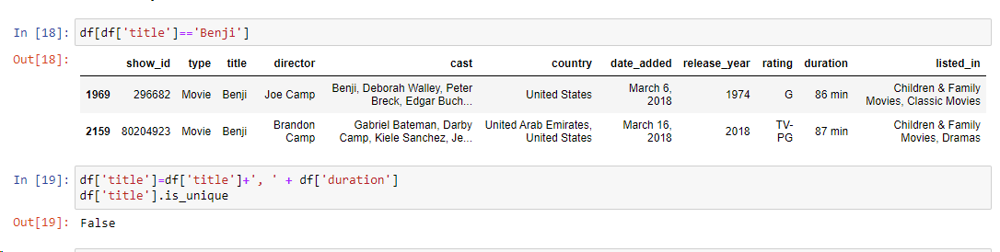 In [18]: df[df['title']=='Benji']
Out[18]:
show_id type title director cast country date_added release_year rating duration listed_in
1969 296682 Movie Benji Joe Camp Benji, Deborah Walley, Peter Breck, Edgar Buch... United States March 6, 2018 1974 G 86 min Children & Family Movies, Classic Movies
2159 80204923 Movie Benji Brandon Camp Gabriel Bateman, Darby Camp, Kiele Sanchez, Je... United Arab Emirates, United States March 16, 2018 2018 TV-PG 87 min Children & Family Movies, Dramas
In [19]: df['title']=df['title']+', ' + df['duration']
df['title'].is_unique
Out[19]: False